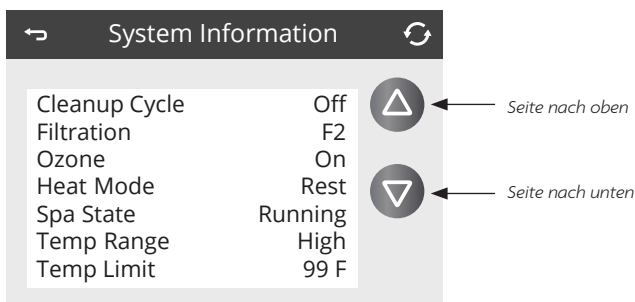 System Information
Cleanup Cycle Off
Filtration F2
Ozone On
Heat Mode Rest
Spa State Running
Temp Range High
Temp Limit 99 F
Seite nach oben
Seite nach unten